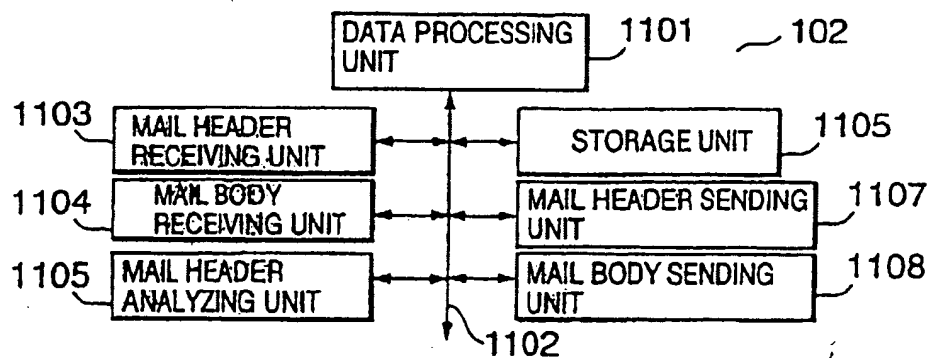 DATA PROCESSING
UNIT
1101
102
1103
MAIL HEADER
RECEIVING UNIT
STORAGE UNIT
1105
1104
MAIL BODY
RECEIVING UNIT
MAIL HEADER SENDING
UNIT
1107
1105
MAIL HEADER
ANALYZING UNIT
MAIL BODY SENDING
UNIT
1108
1102